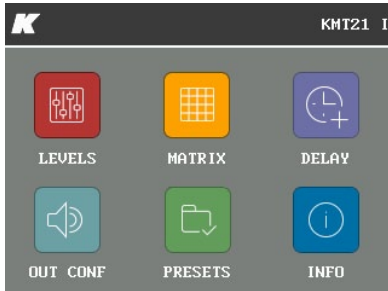 K
KMT21 I
LEVELS
MATRIX
DELAY
OUT CONF
PRESETS
INFO